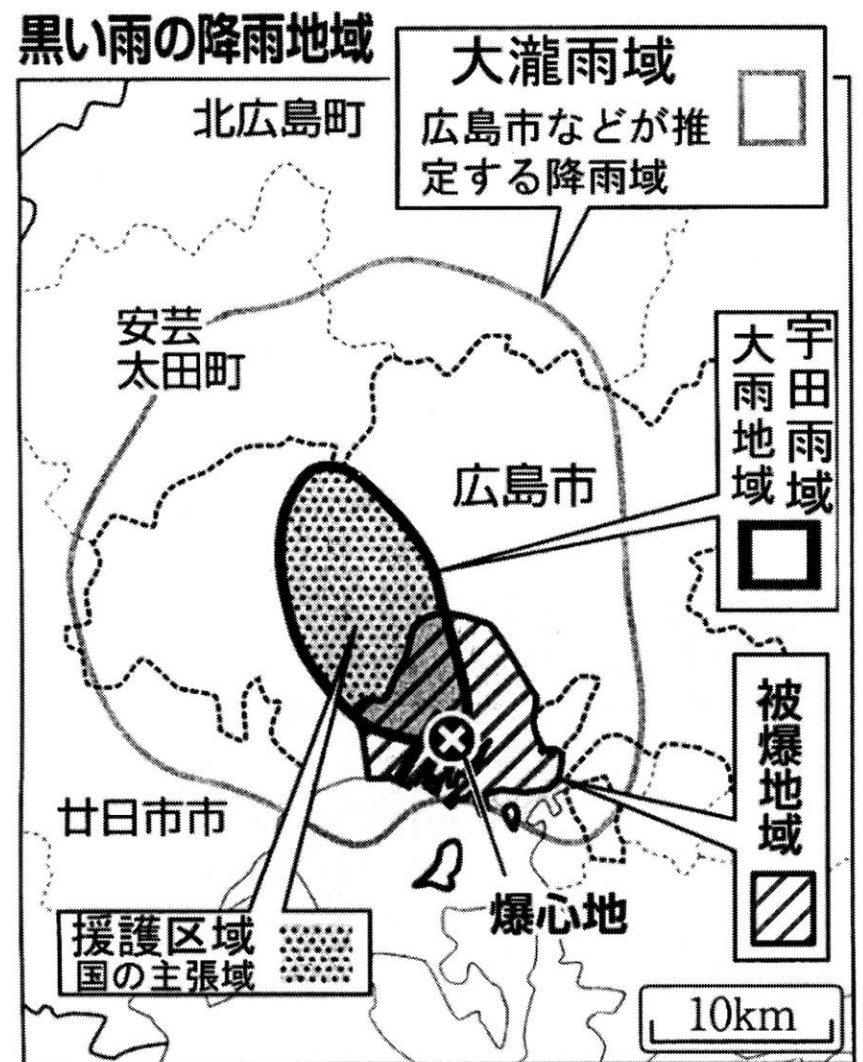 黒い雨の降雨地域
大瀧雨域
広島市などが推
定する降雨域
北広島町
安芸
太田町
宇田雨域
大雨地域
広島市
被爆地域
廿日市市
爆心地
援護区域
国の主張域
10km